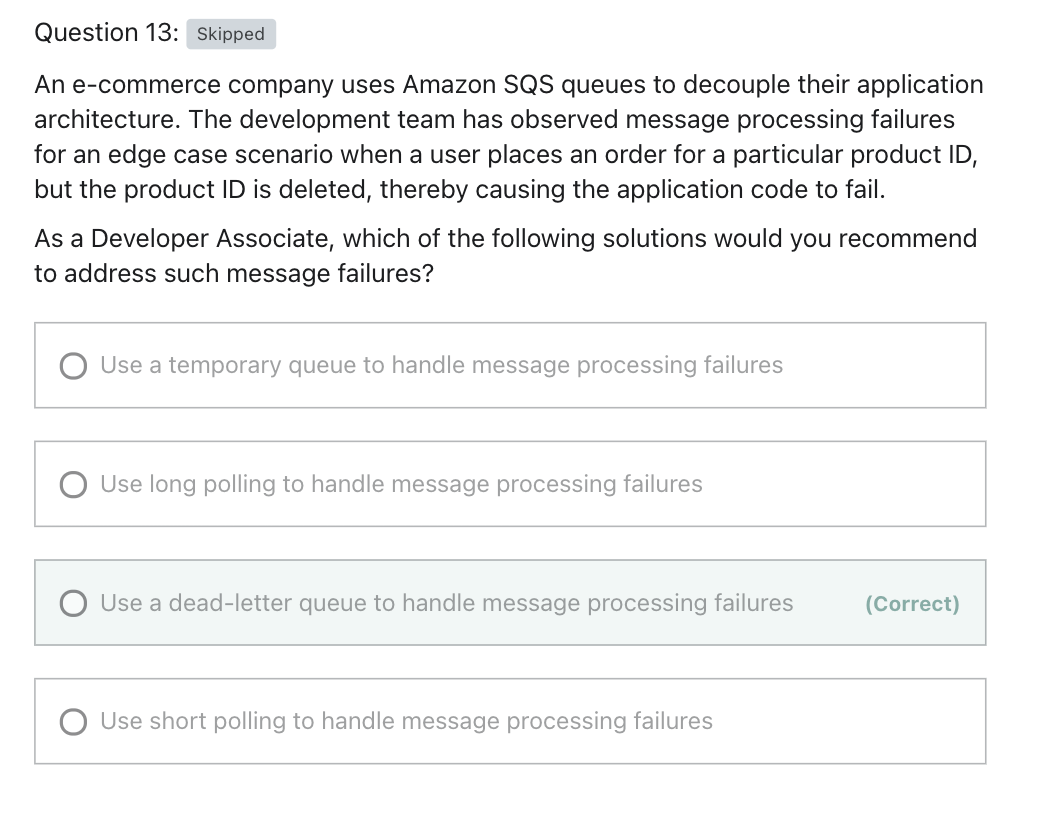 Question 13: Skipped
An e-commerce company uses Amazon SQS queues to decouple their application
architecture. The development team has observed message processing failures
for an edge case scenario when a user places an order for a particular product ID,
but the product ID is deleted, thereby causing the application code to fail.
As a Developer Associate, which of the following solutions would you recommend
to address such message failures?
Use a temporary queue to handle message processing failures
Use long polling to handle message processing failures
Use a dead-letter queue to handle message processing failures (Correct)
Use short polling to handle message processing failures